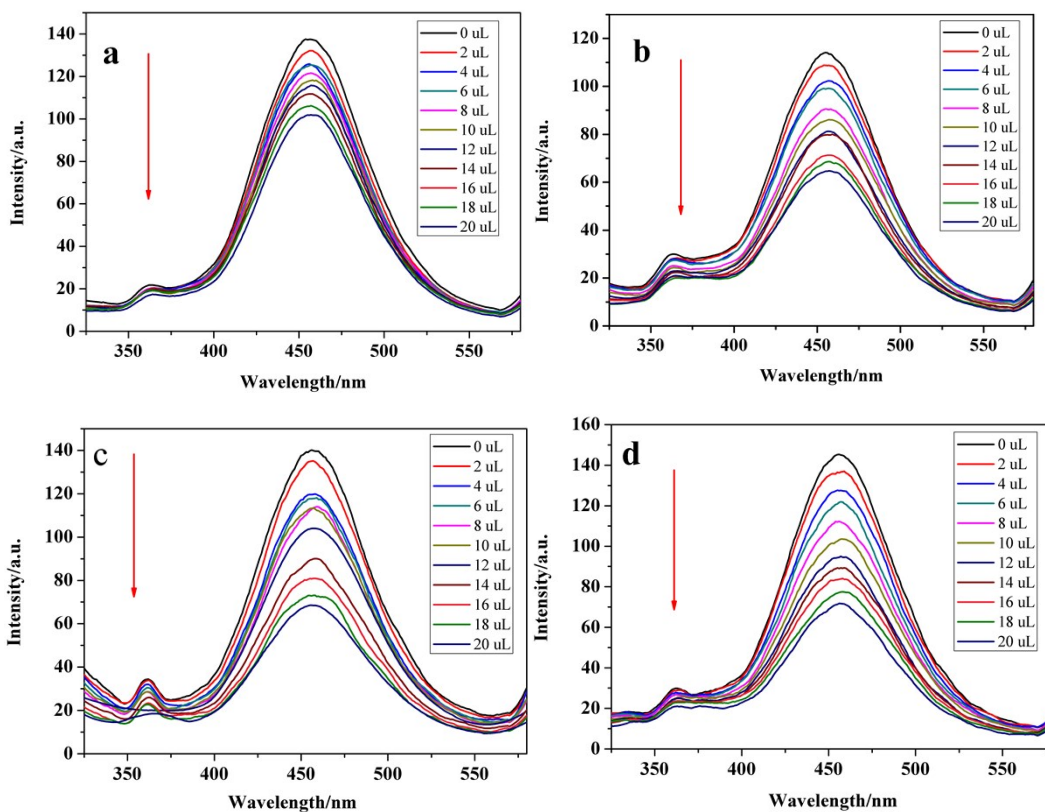 a
140
120
100
80
60
40
20
0
Intensity/a.u.
350
400
450
500
550
Wavelength/nm
0 uL
2 uL
4 uL
6 uL
8 uL
10 uL
12 uL
14 uL
16 uL
18 uL
20 uL
b
120
100
80
60
40
20
0
Intensity/a.u.
350
400
450
500
550
Wavelength/nm
0 uL
2 uL
4 uL
6 uL
8 uL
10 uL
12 uL
14 uL
16 uL
18 uL
20 uL
c
140
120
100
80
60
40
20
0
Intensity/a.u.
350
400
450
500
550
Wavelength/nm
0 uL
2 uL
4 uL
6 uL
8 uL
10 uL
12 uL
14 uL
16 uL
18 uL
20 uL
d
160
140
120
100
80
60
40
20
0
Intensity/a.u.
350
400
450
500
550
Wavelength/nm
0 uL
2 uL
4 uL
6 uL
8 uL
10 uL
12 uL
14 uL
16 uL
18 uL
20 uL